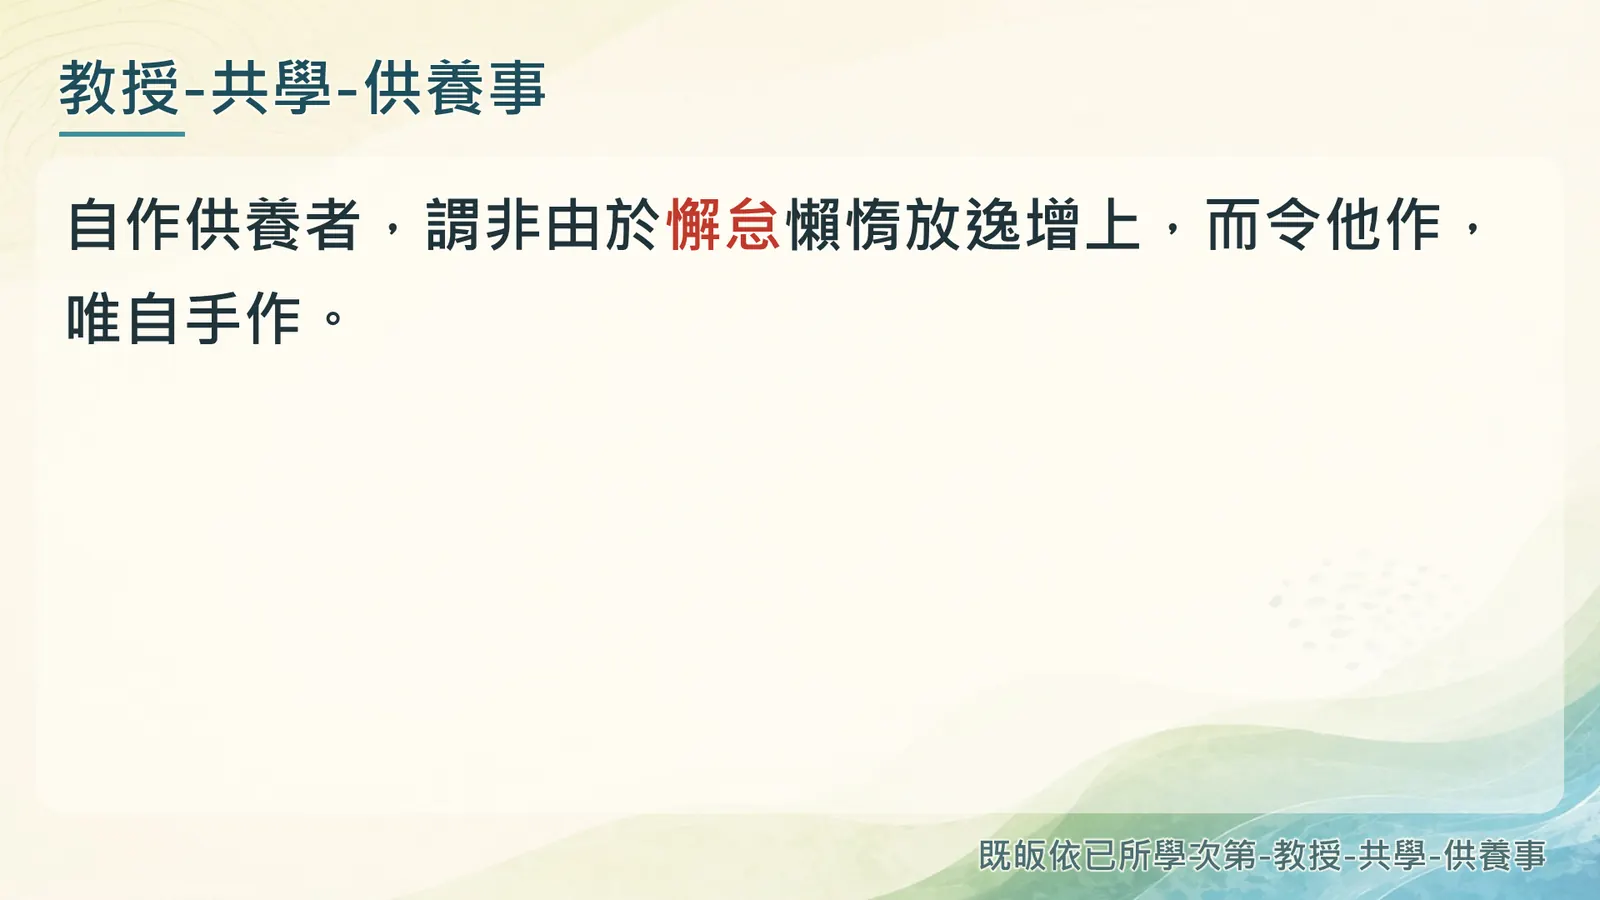 教授-共學-供養事
自作供養者，謂非由於懈怠懶惰放逸增上，而令他作，
唯自手作。
既皈依已所學次第-教授-共學-供養事